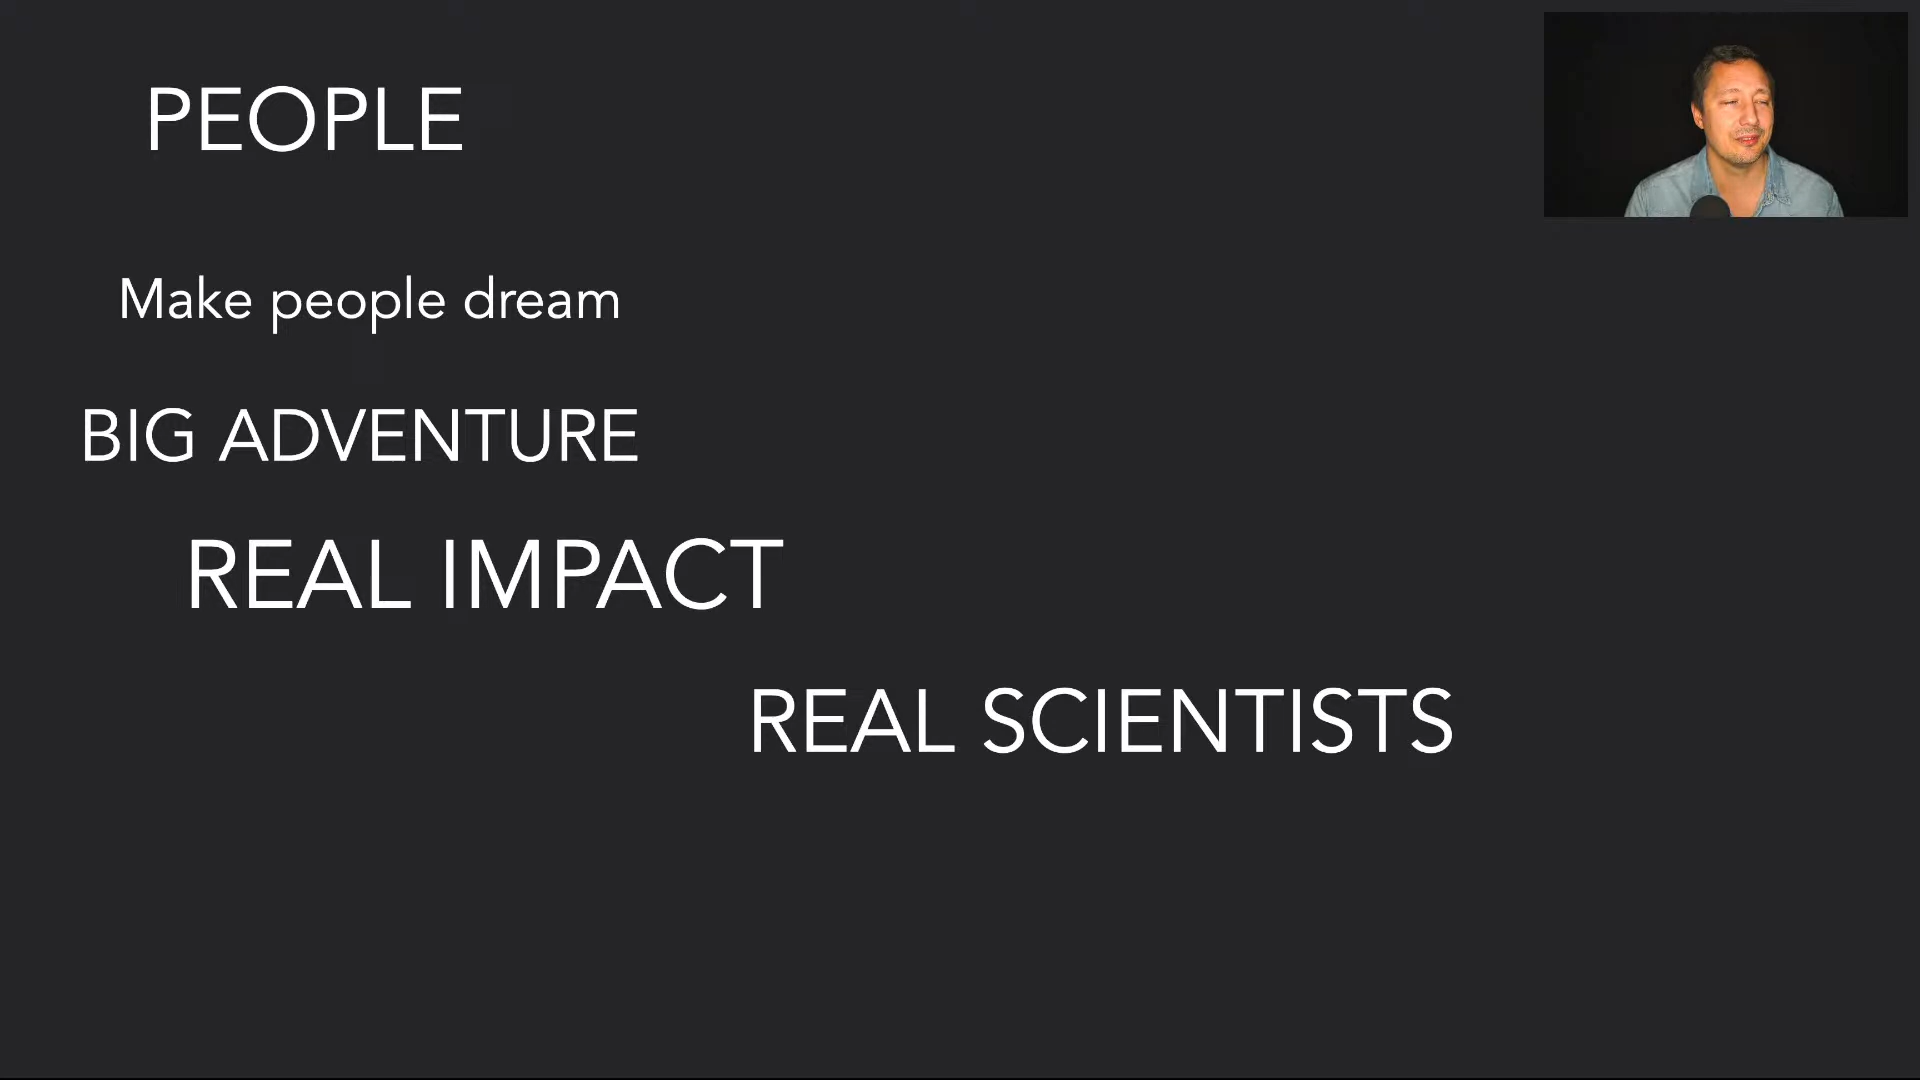 PEOPLE
Make people dream
BIG ADVENTURE
REAL IMPACT
REAL SCIENTISTS